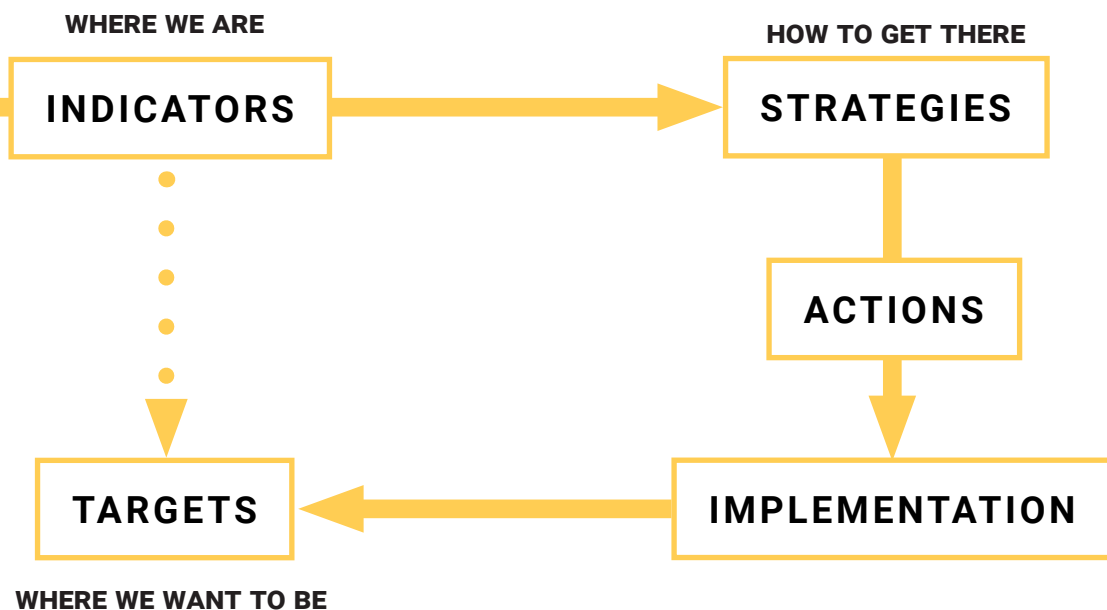 WHERE WE ARE
HOW TO GET THERE
INDICATORS
STRATEGIES
ACTIONS
TARGETS
IMPLEMENTATION
WHERE WE WANT TO BE